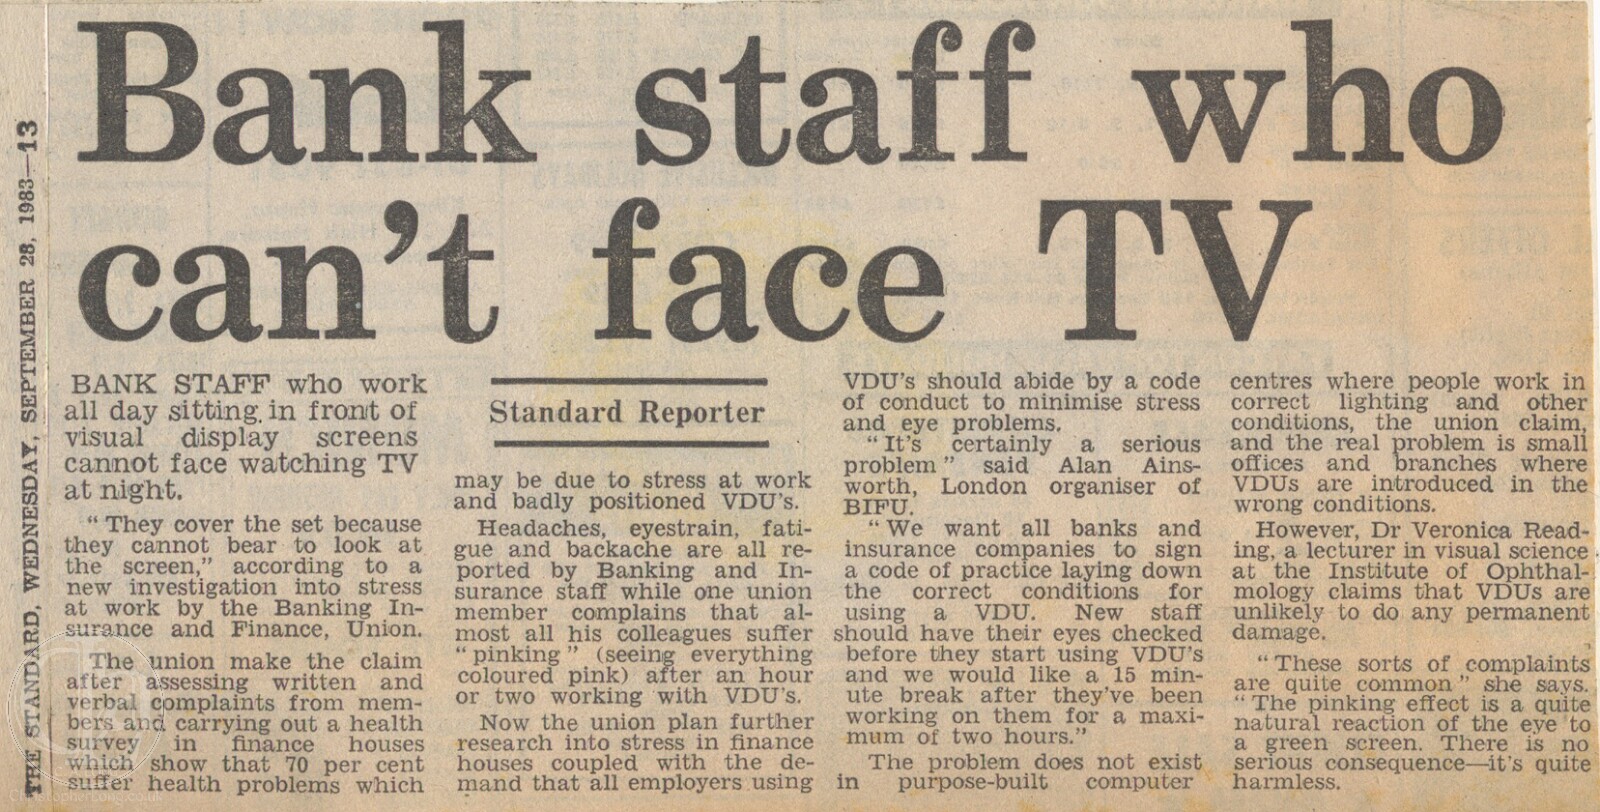 Bank staff who
can't face TV
THE STANDARD, WEDNESDAY, SEPTEMBER 28, 1983—13
BANK STAFF who work
all day sitting in front of
visual display screens
cannot face watching TV
at night.
"They cover the set because
they cannot bear to look at
the screen," according to a
new investigation into stress
at work by the Banking In-
surance and Finance, Union.
The union make the claim
after assessing written and
verbal complaints from mem-
bers and carrying out a health
survey in finance houses
which show that 70 per cent
suffer health problems which
Standard Reporter
may be due to stress at work
and badly positioned VDU's.
Headaches, eyestrain, fati-
gue and backache are all re-
ported by Banking and In-
surance staff while one union
member complains that al-
most all his colleagues suffer
"pinking" (seeing everything
coloured pink) after an hour
or two working with VDU's.
Now the union plan further
research into stress in finance
houses coupled with the de-
mand that all employers using
VDU's should abide by a code
of conduct to minimise stress
and eye problems.
"It's certainly a serious
problem" said Alan Ains-
worth, London organiser of
BIFU.
"We want all banks and
insurance companies to sign
a code of practice laying down
the correct conditions for
using a VDU. New staff
should have their eyes checked
before they start using VDU's
and we would like a 15 min-
ute break after they've been
working on them for a maxi-
mum of two hours."
The problem does not exist
in purpose-built computer
centres where people work in
correct lighting and other
conditions, the union claim,
and the real problem is small
offices and branches where
VDUs are introduced in the
wrong conditions.
However, Dr Veronica Read-
ing, a lecturer in visual science
at the Institute of Ophthal-
mology claims that VDUs are
unlikely to do any permanent
damage.
"These sorts of complaints
are quite common" she says.
"The pinking effect is a quite
natural reaction of the eye to
a green screen. There is no
serious consequence—it's quite
harmless.
ChristopherLong.co.uk